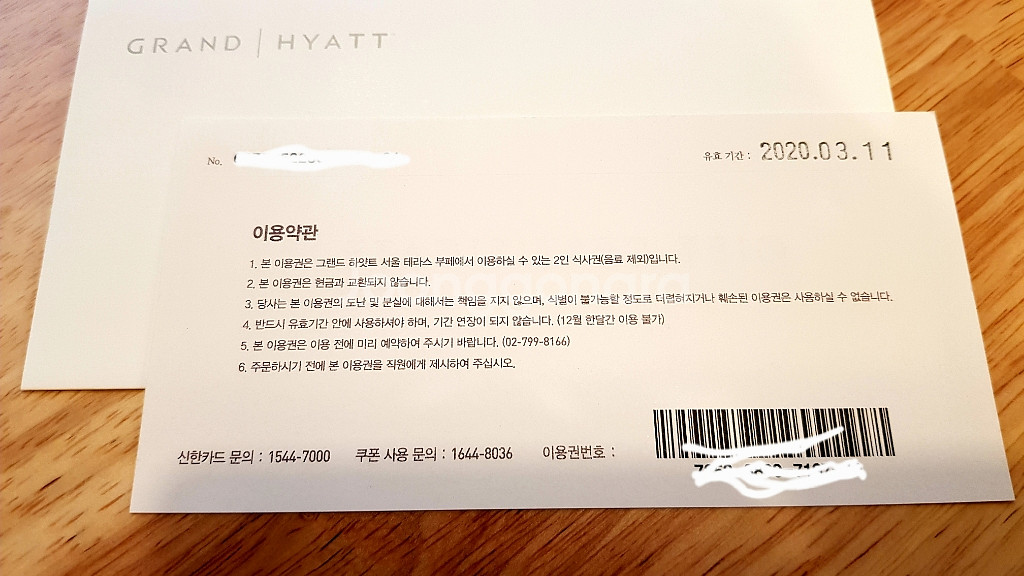 GRAND | HYATT
No.
유효 기간 : 2020.03.11
이용약관
1. 본 이용권은 그랜드 하얏트 서울 테라스 부페에서 이용하실 수 있는 2인 식사권(음료 제외)입니다.
2. 본 이용권은 현금과 교환되지 않습니다.
3. 당사는 본 이용권의 도난 및 분실에 대해서는 책임을 지지 않으며, 식별이 불가능할 정도로 더럽혀지거나 훼손된 이용권은 사용하실 수 없습니다.
4. 반드시 유효기간 안에 사용하셔야 하며, 기간 연장이 되지 않습니다. (12월 한달간 이용 불가)
5. 본 이용권은 이용 전에 미리 예약하여 주시기 바랍니다. (02-799-8166)
6. 주문하시기 전에 본 이용권을 직원에게 제시하여 주십시오.
신한카드 문의 : 1544-7000 쿠폰 사용 문의 : 1644-8036 이용권번호 :